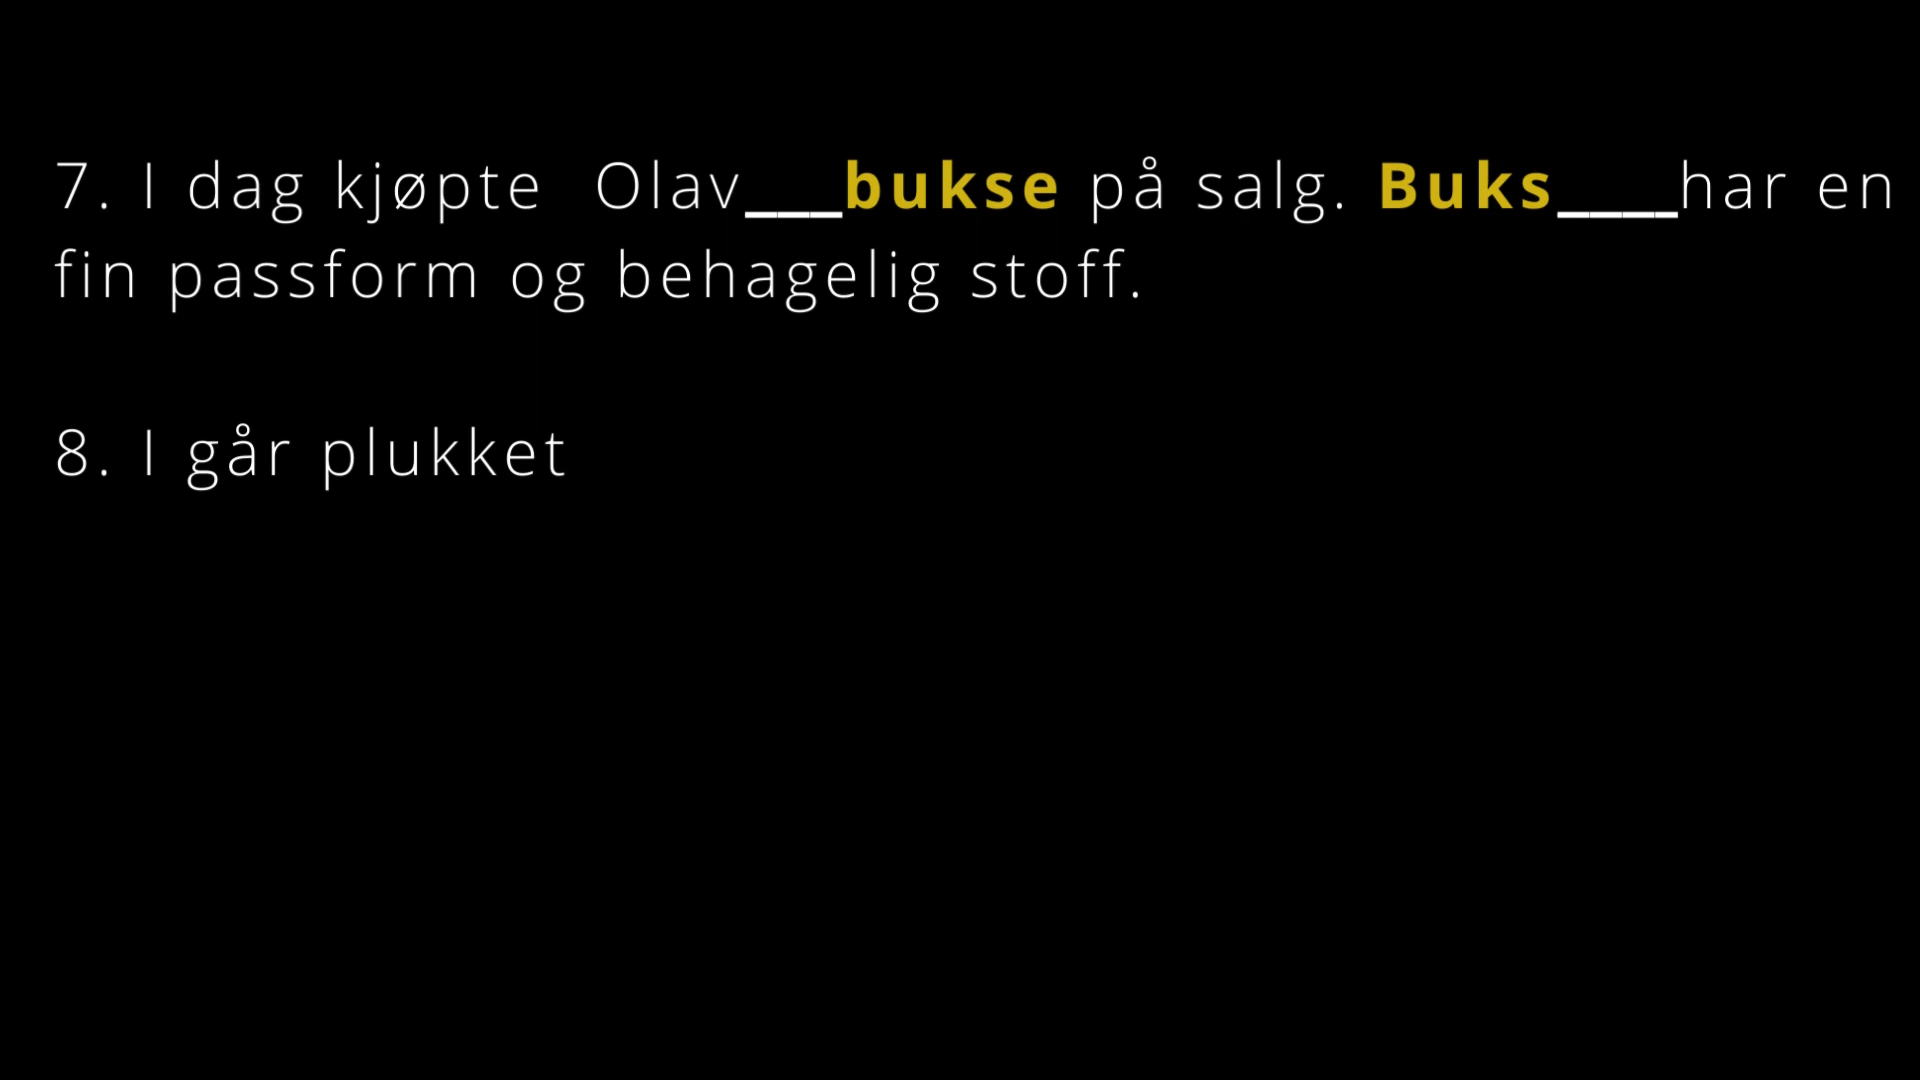 7. I dag kjøpte  Olav___bukse på salg. Buks____har en
fin passform og behagelig stoff.
8. I går plukket